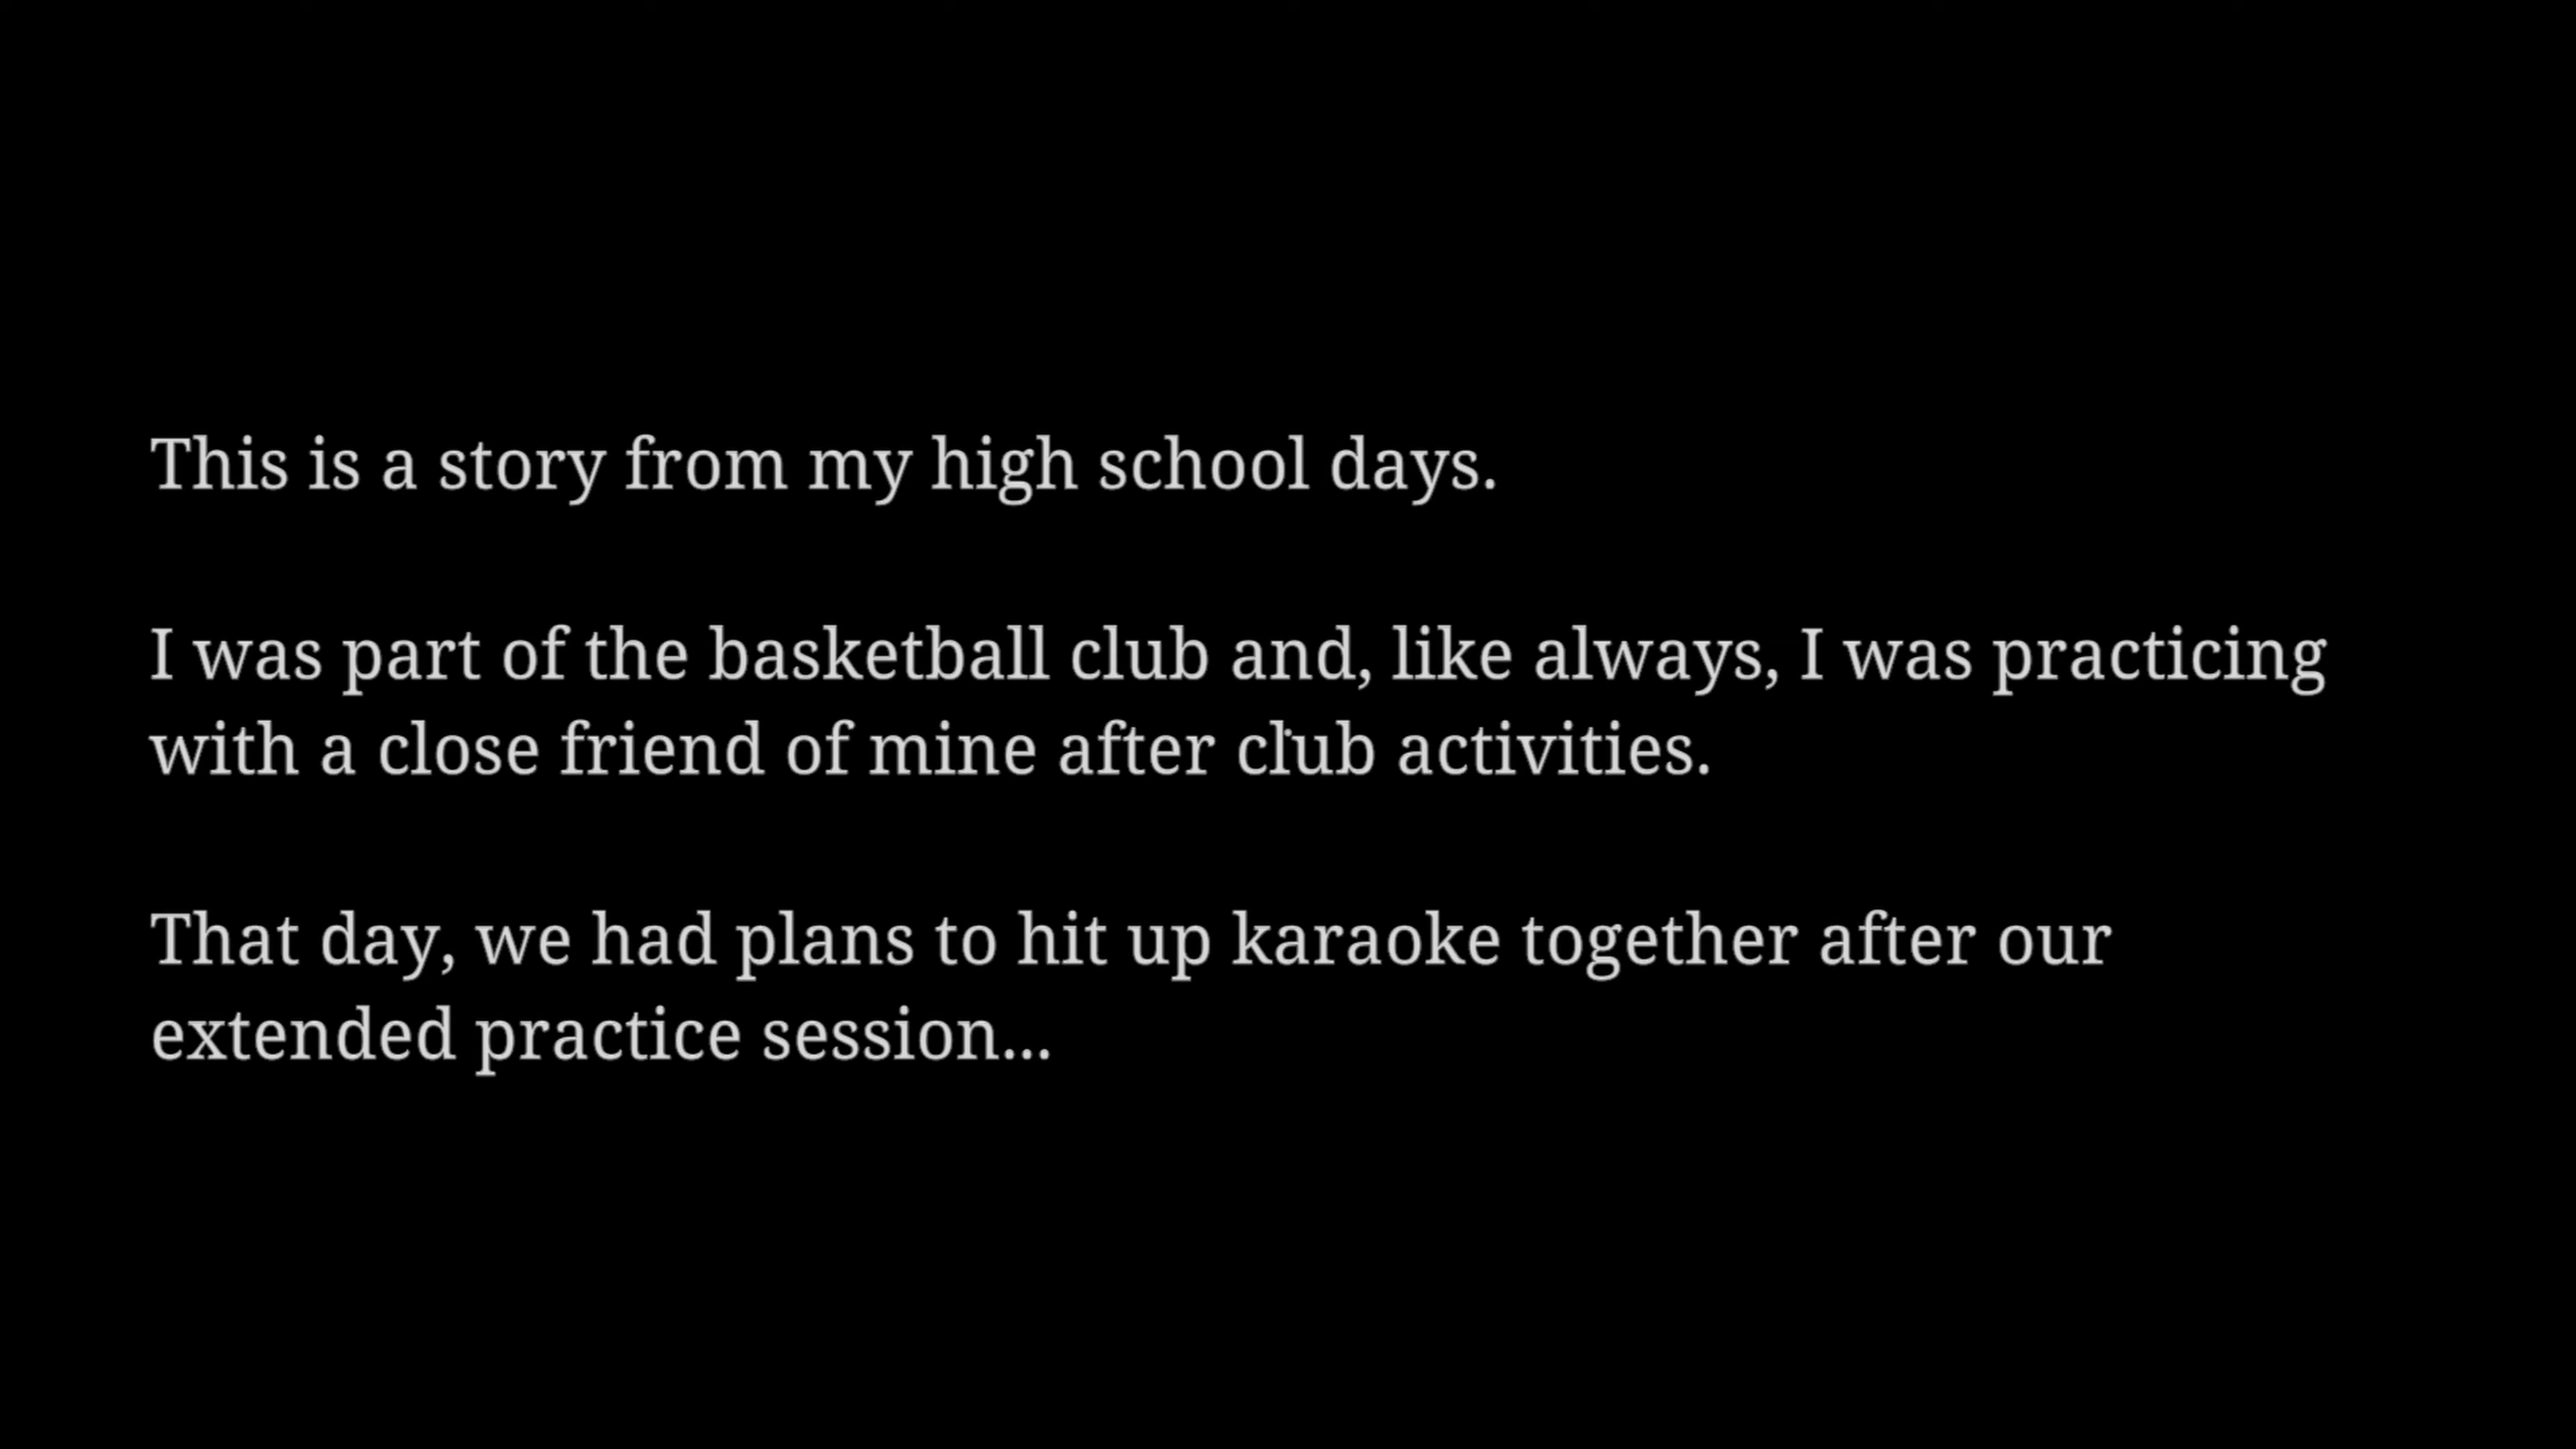 This is a story from my high school days.
I was part of the basketball club and, like always, I was practicing
with a close friend of mine after club activities.
That day, we had plans to hit up karaoke together after our
extended practice session...